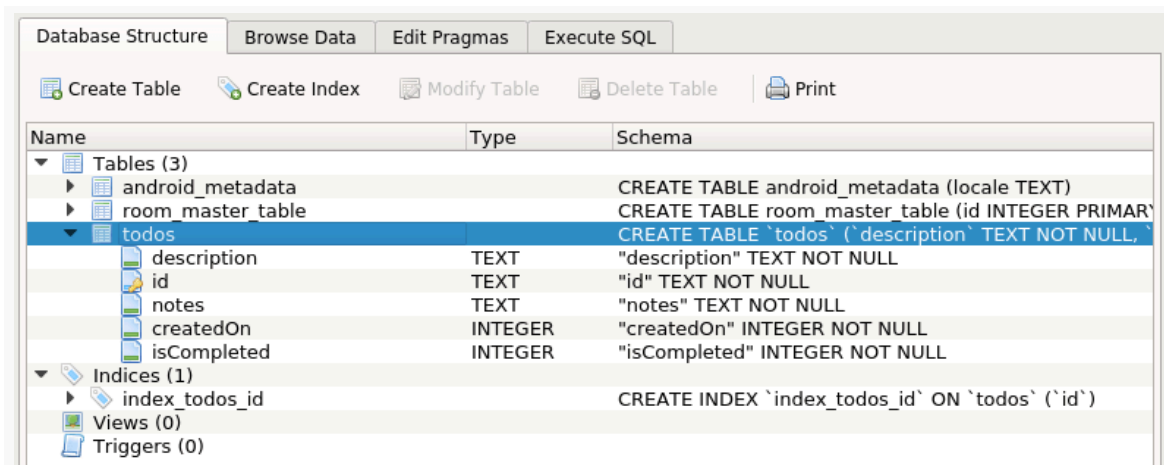 Database Structure Browse Data Edit Pragmas Execute SQL
Create Table Create Index Modify Table Delete Table Print
Name Type Schema
Tables (3)
android_metadata CREATE TABLE android_metadata (locale TEXT)
room_master_table CREATE TABLE room_master_table (id INTEGER PRIMARY
todos CREATE TABLE `todos` (`description` TEXT NOT NULL, `
description TEXT "description" TEXT NOT NULL
id TEXT "id" TEXT NOT NULL
notes TEXT "notes" TEXT NOT NULL
createdOn INTEGER "createdOn" INTEGER NOT NULL
isCompleted INTEGER "isCompleted" INTEGER NOT NULL
Indices (1)
index_todos_id CREATE INDEX `index_todos_id` ON `todos` (`id`)
Views (0)
Triggers (0)